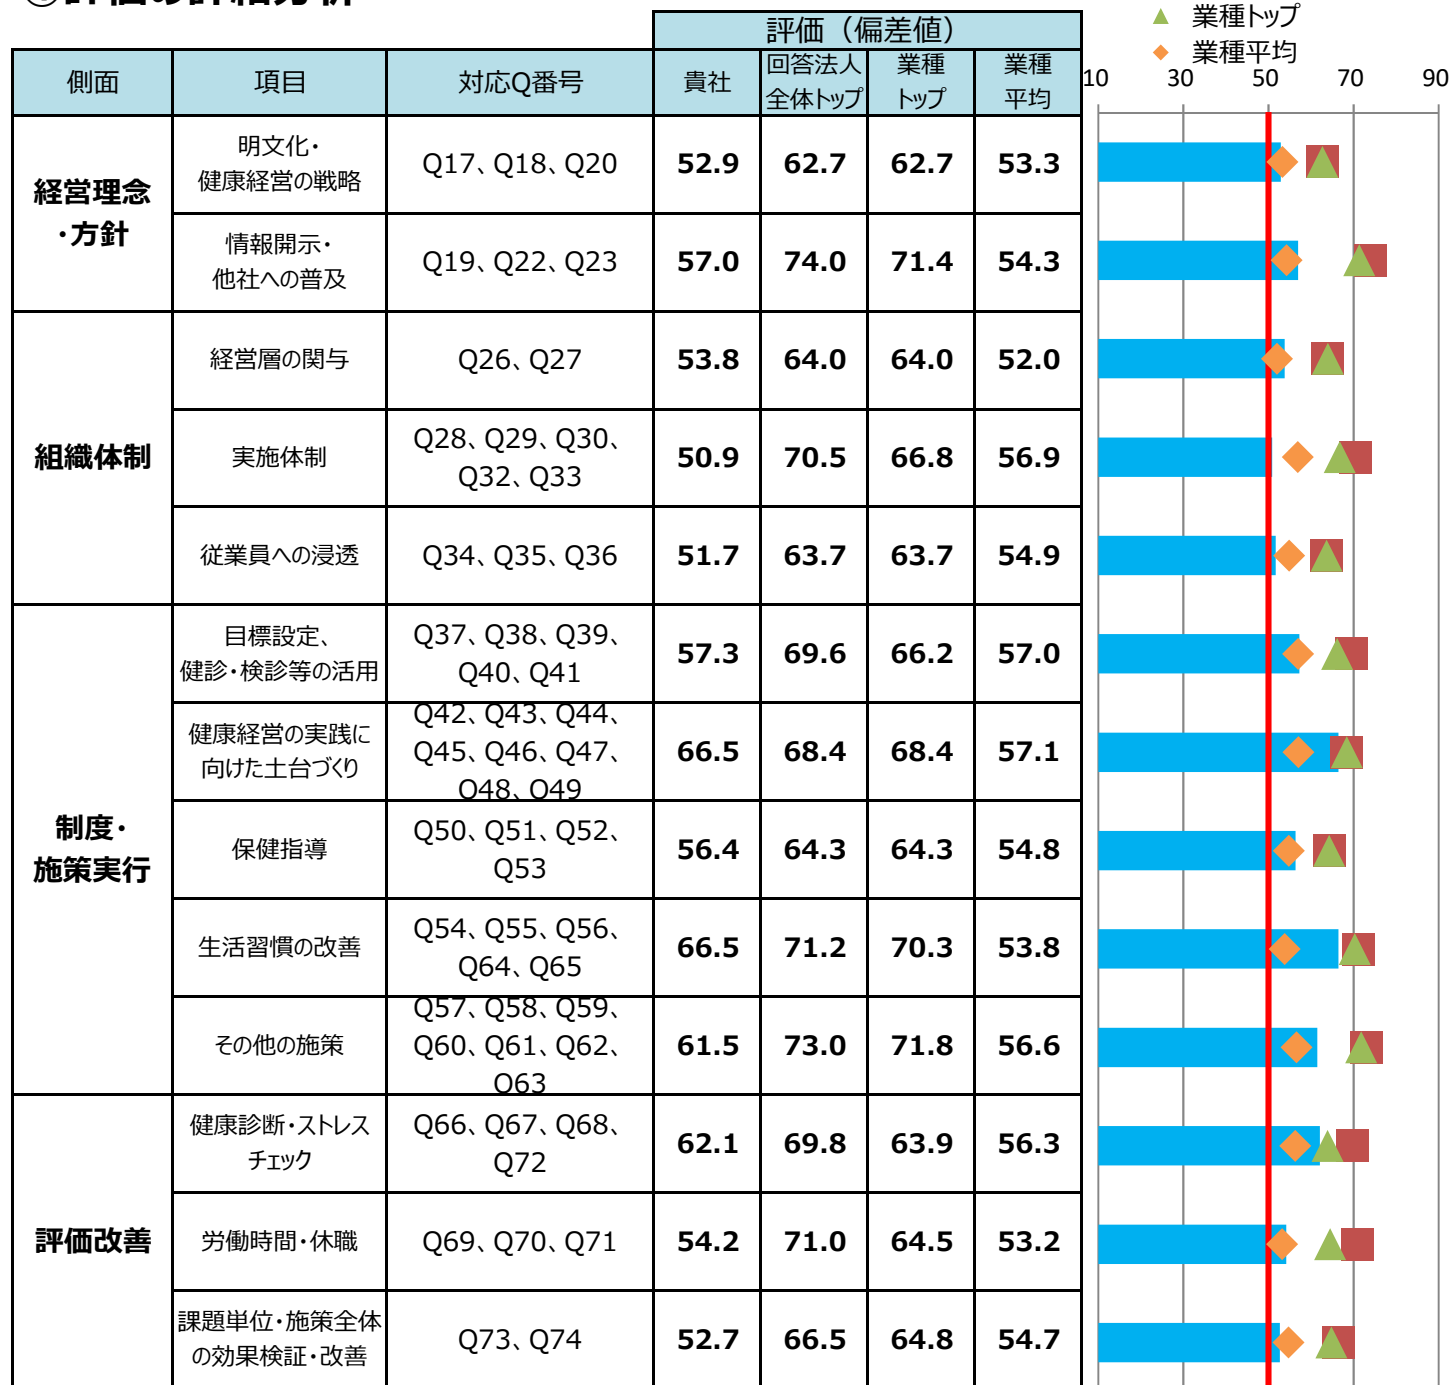 ①評価の詳細分析
▲ 業種トップ
◆ 業種平均
評価（偏差値）
側面 項目 対応Q番号 貴社 回答法人 業種 業種
全体トップ トップ 平均
10 30 50 70 90
経営理念
・方針
明文化・
健康経営の戦略
Q17、Q18、Q20 52.9 62.7 62.7 53.3
情報開示・
他社への普及
Q19、Q22、Q23 57.0 74.0 71.4 54.3
組織体制
経営層の関与 Q26、Q27 53.8 64.0 64.0 52.0
実施体制
Q28、Q29、Q30、
Q32、Q33
50.9 70.5 66.8 56.9
従業員への浸透 Q34、Q35、Q36 51.7 63.7 63.7 54.9
制度・
施策実行
目標設定、
健診・検診等の活用
Q37、Q38、Q39、
Q40、Q41
57.3 69.6 66.2 57.0
健康経営の実践に
向けた土台づくり
Q42、Q43、Q44、
Q45、Q46、Q47、
Q48、Q49
66.5 68.4 68.4 57.1
保健指導
Q50、Q51、Q52、
Q53
56.4 64.3 64.3 54.8
生活習慣の改善
Q54、Q55、Q56、
Q64、Q65
66.5 71.2 70.3 53.8
その他の施策
Q57、Q58、Q59、
Q60、Q61、Q62、
Q63
61.5 73.0 71.8 56.6
評価改善
健康診断・ストレス
チェック
Q66、Q67、Q68、
Q72
62.1 69.8 63.9 56.3
労働時間・休職 Q69、Q70、Q71 54.2 71.0 64.5 53.2
課題単位・施策全体
の効果検証・改善
Q73、Q74 52.7 66.5 64.8 54.7